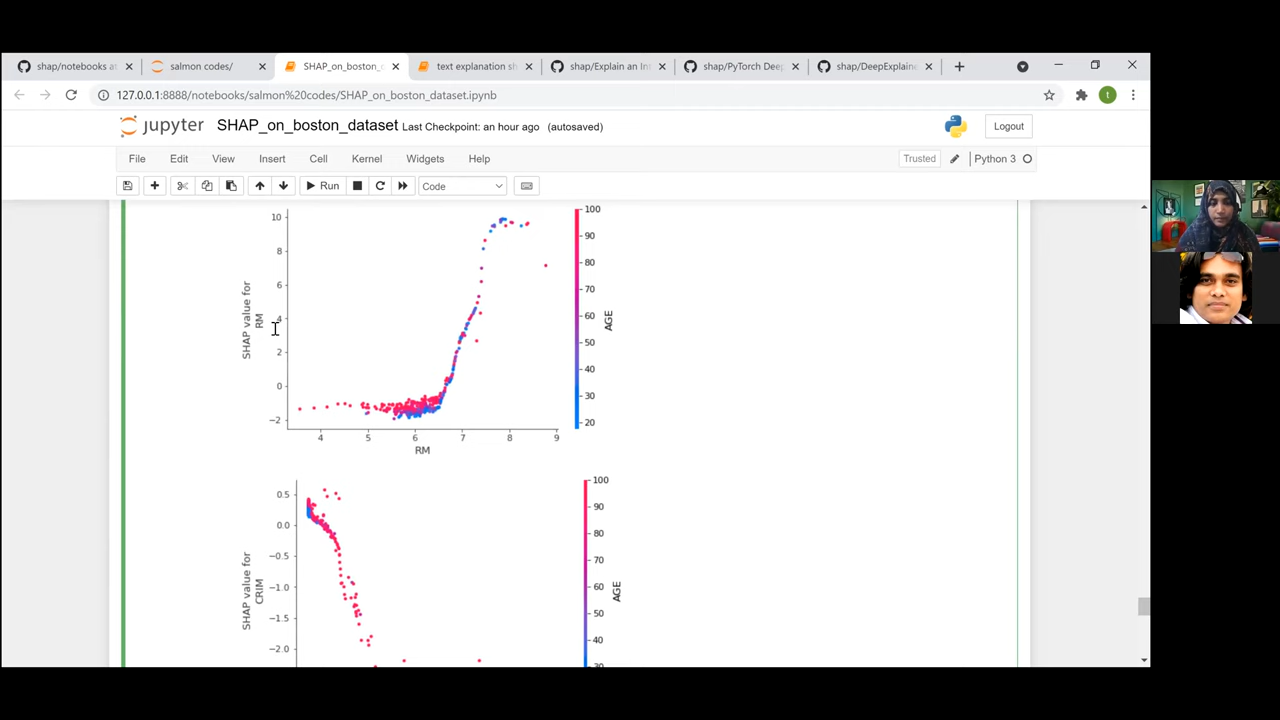 shap/notebooks at
salmon codes/
SHAP_on_boston_d
text explanation sh
shap/Explain an Int
shap/PyTorch Deep
shap/DeepExplaine
127.0.0.1:8888/notebooks/salmon%20codes/SHAP_on_boston_dataset.ipynb
t
jupyter SHAP_on_boston_dataset Last Checkpoint: an hour ago (autosaved)
Logout
File Edit View Insert Cell Kernel Widgets Help
Trusted Python 3
Run Code
10
8
6
4
2
0
−2
SHAP value for
RM
4 5 6 7 8 9
RM
100
90
80
70
60
50
40
30
20
AGE
0.5
0.0
−0.5
−1.0
−1.5
−2.0
SHAP value for
CRIM
100
90
80
70
60
50
40
30
AGE